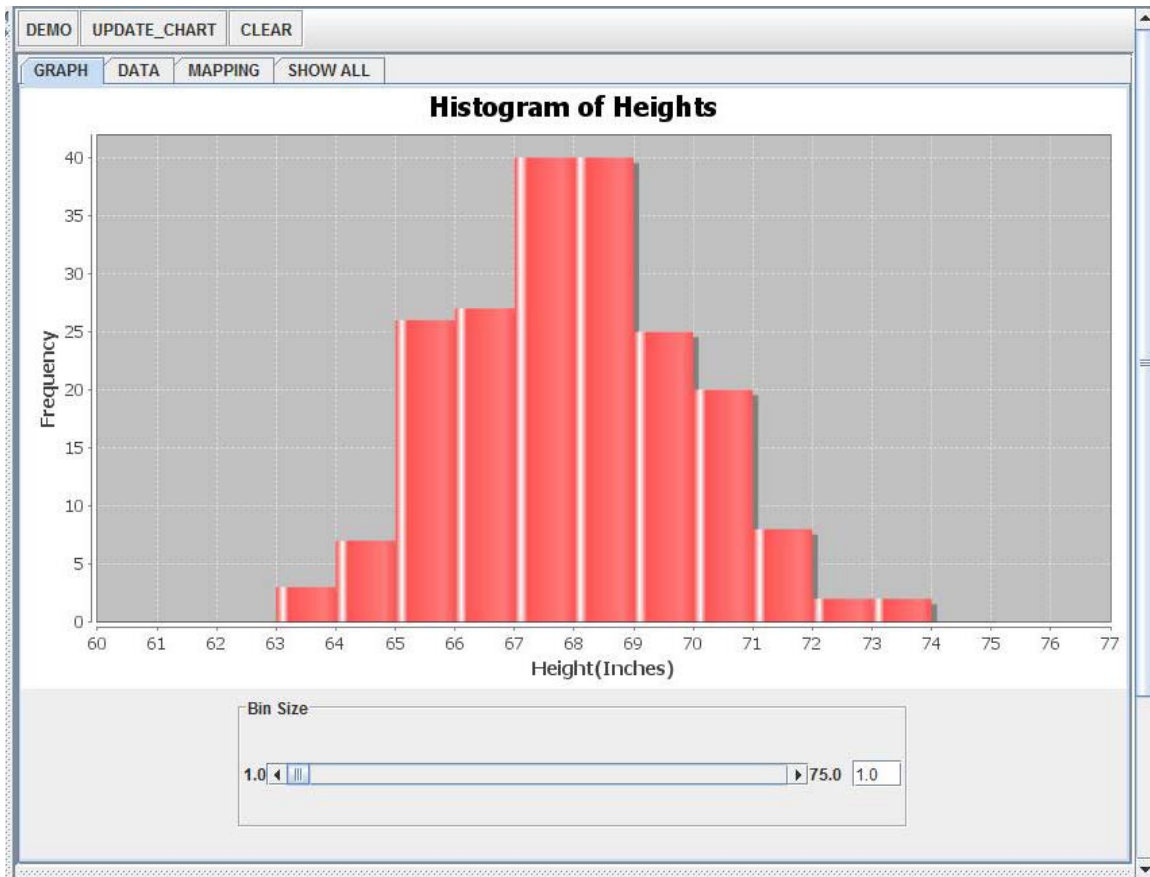 DEMO UPDATE_CHART CLEAR
GRAPH DATA MAPPING SHOW ALL
Histogram of Heights
40
35
30
25
20
15
10
5
0
Frequency
60 61 62 63 64 65 66 67 68 69 70 71 72 73 74 75 76 77
Height(Inches)
Bin Size
1.0 75.0 1.0